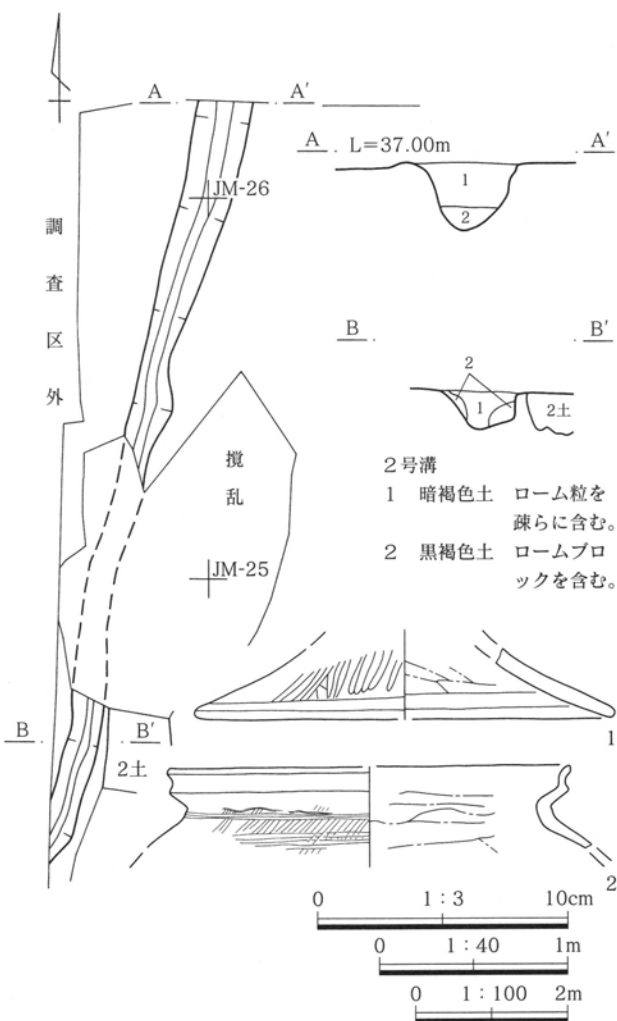 A A′
JM-26
調査区外
攪乱
JM-25
B B′
2土
A L=37.00m A′
1
2
B B′
2
1
2土
2号溝
1 暗褐色土 ローム粒を
疎らに含む。
2 黒褐色土 ロームブロ
ックを含む。
1
2
0 1:3 10cm
0 1:40 1m
0 1:100 2m